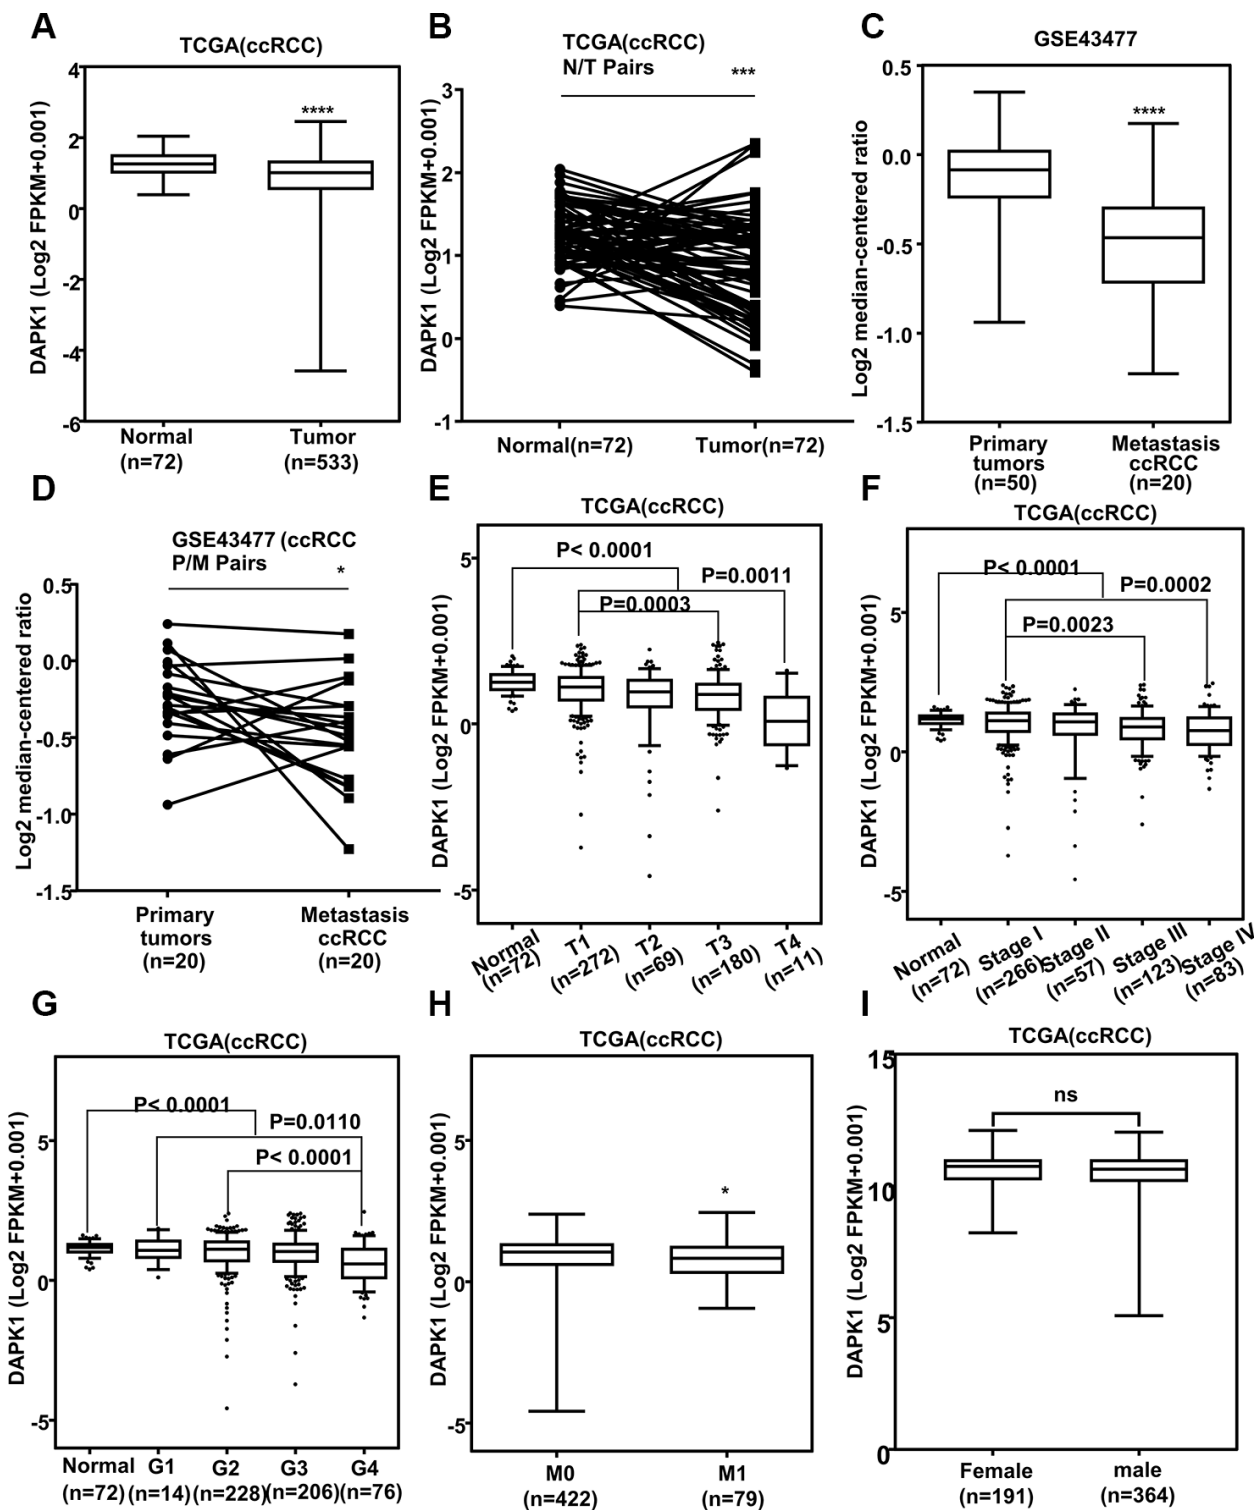 A
TCGA(ccRCC)
DAPK1 (Log2 FPKM+0.001)
4
2
0
-2
-4
-6
****
Normal
(n=72)
Tumor
(n=533)
B
TCGA(ccRCC)
N/T Pairs
***
DAPK1 (Log2 FPKM+0.001)
3
2
1
0
-1
Normal(n=72)
Tumor(n=72)
C
GSE43477
Log2 median-centered ratio
0.5
0.0
-0.5
-1.0
-1.5
****
Primary
tumors
(n=50)
Metastasis
ccRCC
(n=20)
D
GSE43477 (ccRCC
P/M Pairs
*
Log2 median-centered ratio
0.5
0.0
-0.5
-1.0
-1.5
Primary
tumors
(n=20)
Metastasis
ccRCC
(n=20)
E
TCGA(ccRCC)
DAPK1 (Log2 FPKM+0.001)
5
0
-5
P< 0.0001
P=0.0011
P=0.0003
Normal
(n=72)
T1
(n=272)
T2
(n=69)
T3
(n=180)
T4
(n=11)
F
TCGA(ccRCC)
DAPK1 (Log2 FPKM+0.001)
5
0
-5
P< 0.0001
P=0.0002
P=0.0023
Normal
(n=72)
Stage I
(n=266)
Stage II
(n=57)
Stage III
(n=123)
Stage IV
(n=83)
G
TCGA(ccRCC)
DAPK1 (Log2 FPKM+0.001)
5
0
-5
P< 0.0001
P=0.0110
P< 0.0001
Normal G1 G2 G3 G4
(n=72) (n=14) (n=228) (n=206) (n=76)
H
TCGA(ccRCC)
DAPK1 (Log2 FPKM+0.001)
5
0
-5
*
M0
(n=422)
M1
(n=79)
I
TCGA(ccRCC)
DAPK1 (Log2 FPKM+0.001)
15
10
5
0
ns
Female
(n=191)
male
(n=364)